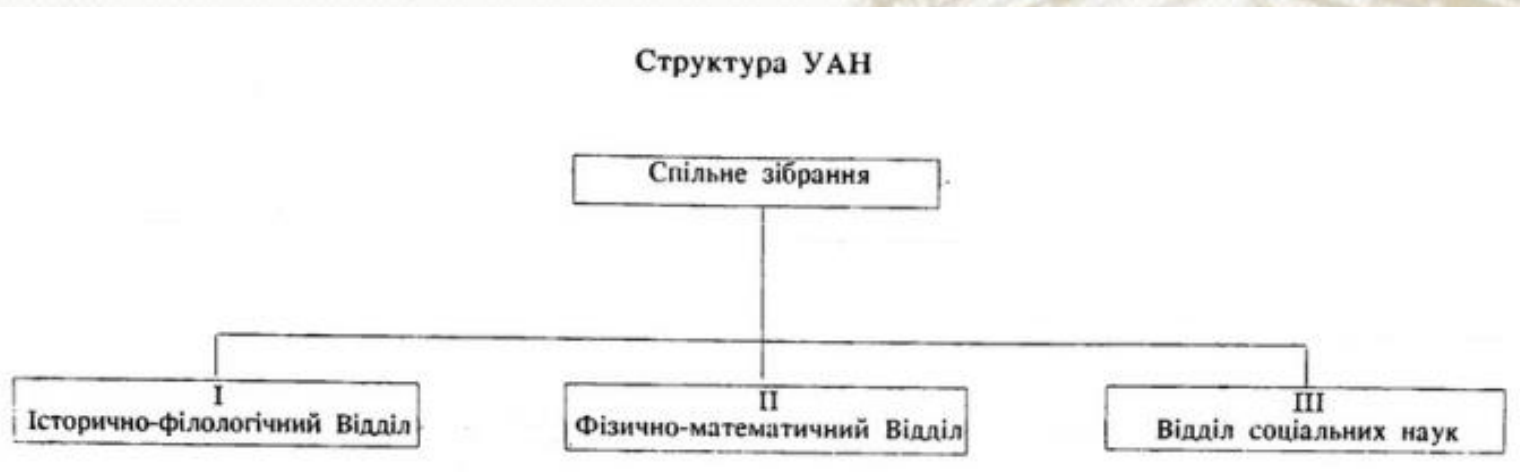 Структура УАН
Спільне зібрання
I
Історично-філологічний Відділ
II
Фізично-математичний Відділ
III
Відділ соціальних наук